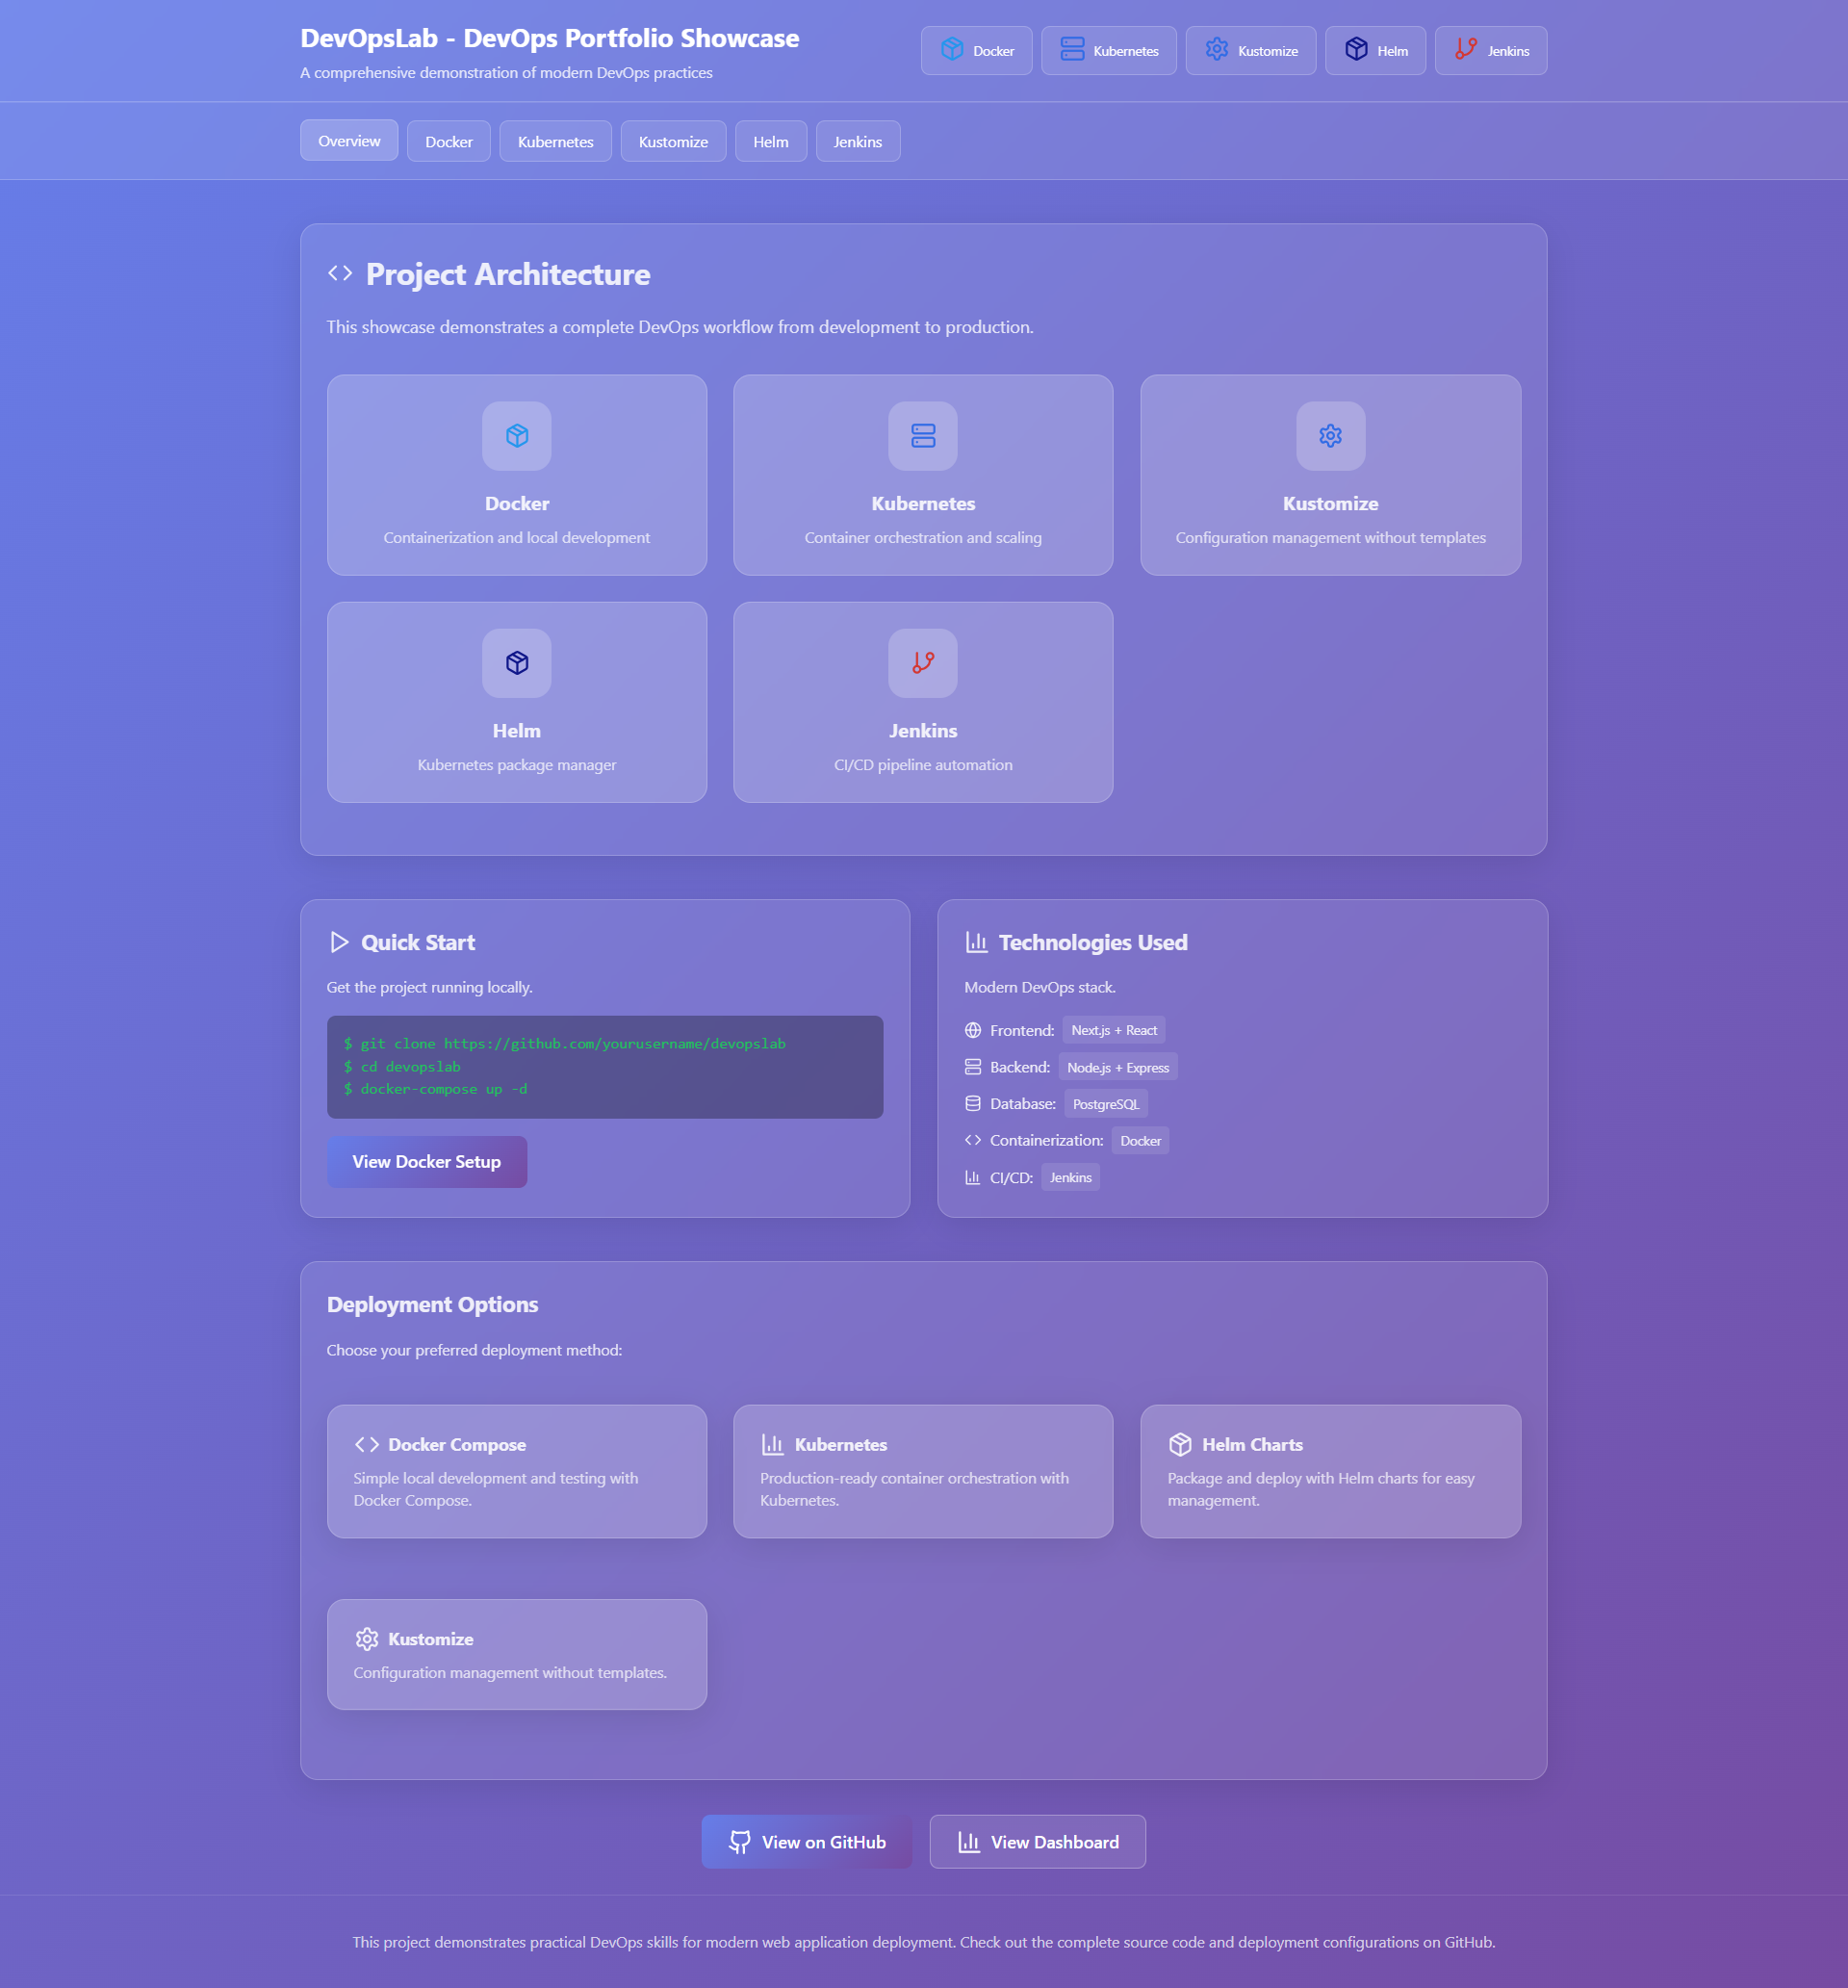 DevOpsLab - DevOps Portfolio Showcase
A comprehensive demonstration of modern DevOps practices
Docker
Kubernetes
Kustomize
Helm
Jenkins
Overview
Docker
Kubernetes
Kustomize
Helm
Jenkins
Project Architecture
This showcase demonstrates a complete DevOps workflow from development to production.
Docker
Containerization and local development
Kubernetes
Container orchestration and scaling
Kustomize
Configuration management without templates
Helm
Kubernetes package manager
Jenkins
CI/CD pipeline automation
Quick Start
Get the project running locally.
$ git clone https://github.com/yourusername/devopslab
$ cd devopslab
$ docker-compose up -d
View Docker Setup
Technologies Used
Modern DevOps stack.
Frontend: Next.js + React
Backend: Node.js + Express
Database: PostgreSQL
Containerization: Docker
CI/CD: Jenkins
Deployment Options
Choose your preferred deployment method:
Docker Compose
Simple local development and testing with
Docker Compose.
Kubernetes
Production-ready container orchestration with
Kubernetes.
Helm Charts
Package and deploy with Helm charts for easy
management.
Kustomize
Configuration management without templates.
View on GitHub
View Dashboard
This project demonstrates practical DevOps skills for modern web application deployment. Check out the complete source code and deployment configurations on GitHub.